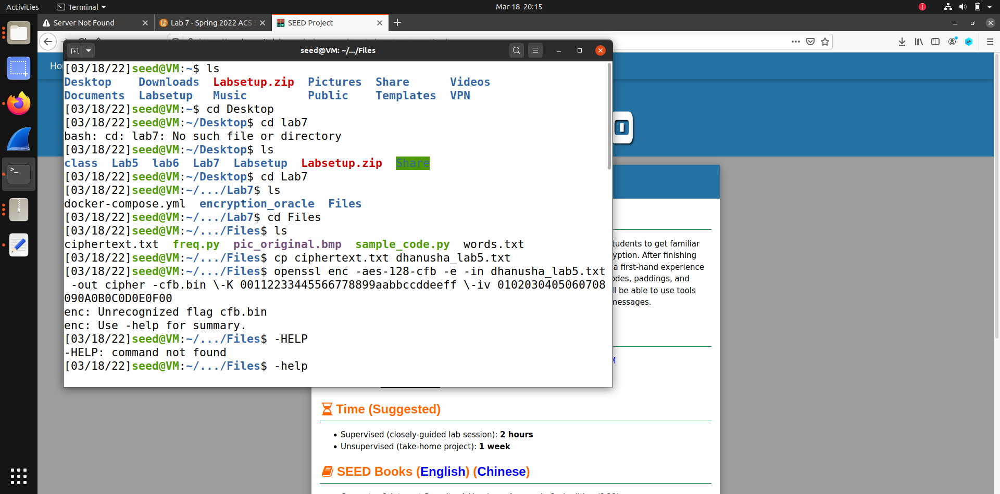 Activities Terminal Mar 18 20:15
Server Not Found Lab 7 - Spring 2022 ACS SEED Project
seed@VM: ~/.../Files
[03/18/22]seed@VM:~$ ls
Desktop Downloads Labsetup.zip Pictures Share Videos
Documents Labsetup Music Public Templates VPN
[03/18/22]seed@VM:~$ cd Desktop
[03/18/22]seed@VM:~/Desktop$ cd lab7
bash: cd: lab7: No such file or directory
[03/18/22]seed@VM:~/Desktop$ ls
class Lab5 lab6 Lab7 Labsetup Labsetup.zip Share
[03/18/22]seed@VM:~/Desktop$ cd Lab7
[03/18/22]seed@VM:~/.../Lab7$ ls
docker-compose.yml encryption_oracle Files
[03/18/22]seed@VM:~/.../Lab7$ cd Files
[03/18/22]seed@VM:~/.../Files$ ls
ciphertext.txt freq.py pic_original.bmp sample_code.py words.txt
[03/18/22]seed@VM:~/.../Files$ cp ciphertext.txt dhanusha_lab5.txt
[03/18/22]seed@VM:~/.../Files$ openssl enc -aes-128-cfb -e -in dhanusha_lab5.txt
-out cipher -cfb.bin \-K 00112233445566778899aabbccddeeff \-iv 0102030405060708
090A0B0C0D0E0F00
enc: Unrecognized flag cfb.bin
enc: Use -help for summary.
[03/18/22]seed@VM:~/.../Files$ -HELP
-HELP: command not found
[03/18/22]seed@VM:~/.../Files$ -help
tudents to get familiar
yption. After finishing
a first-hand experience
odes, paddings, and
ll be able to use tools
messages.
Time (Suggested)
Supervised (closely-guided lab session): 2 hours
Unsupervised (take-home project): 1 week
SEED Books (English) (Chinese)